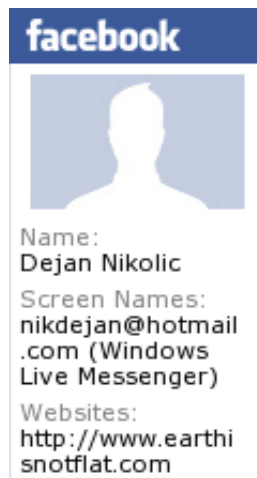 facebook
Name:
Dejan Nikolic
Screen Names:
nikdejan@hotmail
.com (Windows
Live Messenger)
Websites:
http://www.earthi
snotflat.com